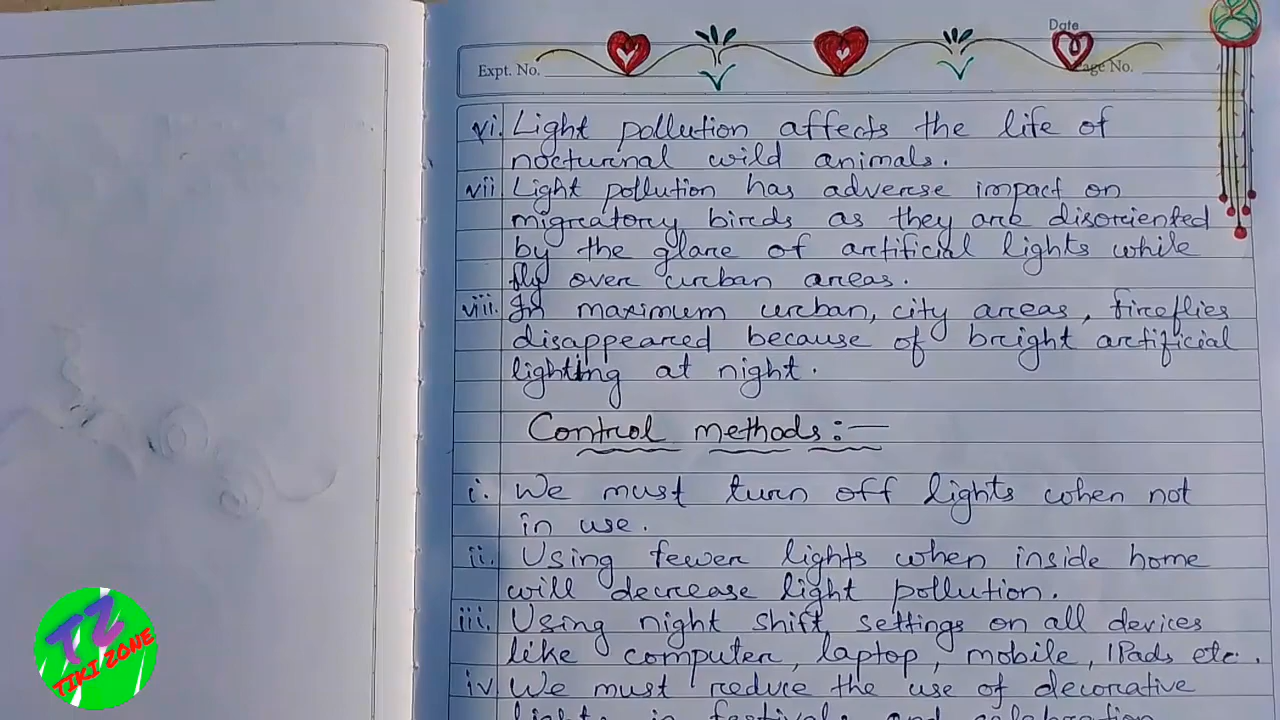 Date
Expt. No.
Page No.
vi. Light pollution affects the life of
nocturnal wild animals.
vii Light pollution has adverse impact on
migratory birds as they are disoriented
by the glare of artificial lights while
fly over urban areas.
viii. In maximum urban, city areas, fireflies
disappeared because of bright artificial
lighting at night.
Control methods:—
i. We must turn off lights when not
in use.
ii. Using fewer lights when inside home
will decrease light pollution.
iii. Using night shift settings on all devices
like computer, laptop, mobile, IPads etc.
iv We must reduce the use of decorative
lights in festivals and celebration
TZ
TIKI ZONE